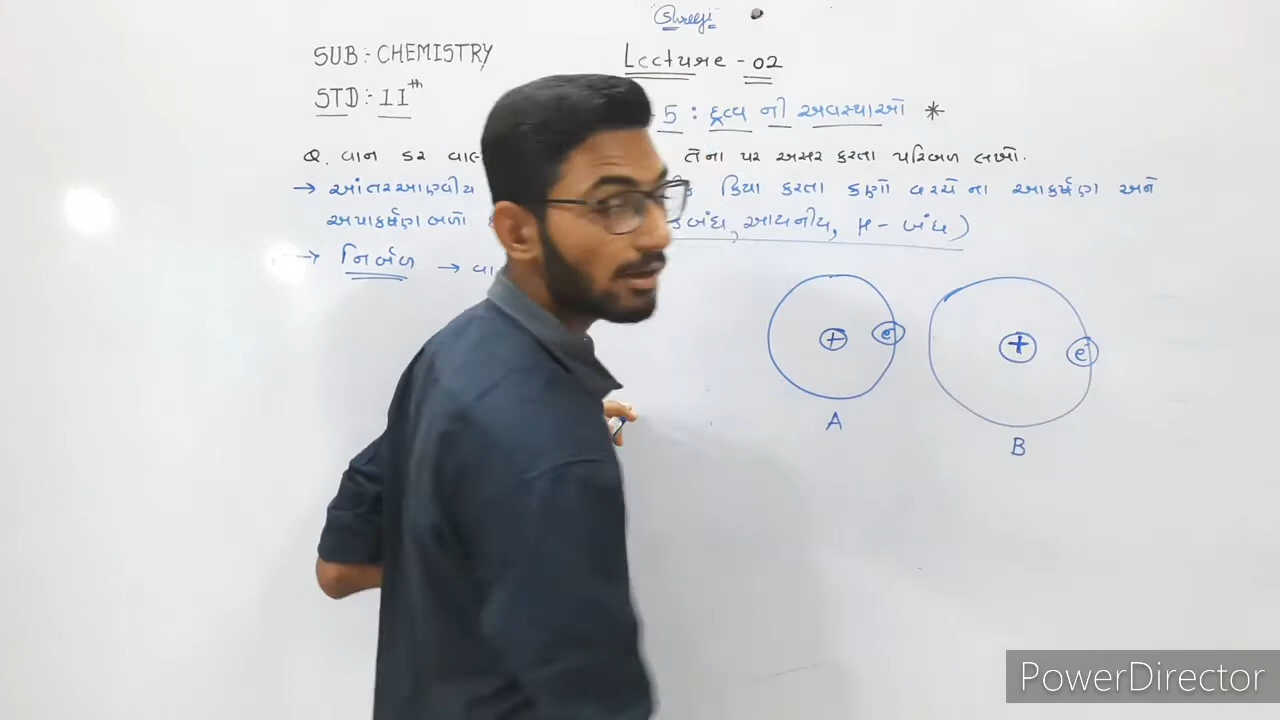 Shreeji
SUB:- CHEMISTRY
Lecture - 02
STD:- 11th
5 : દ્રવ્ય ની અવસ્થાઓ *
Q. વાન ડર તેના પર અસર કરતા પરિબળ લખો.
→ આંતરઆણ્વીય ક્રિયા કરતા કણો વચ્ચેના આકર્ષણ અને
અપાકર્ષણ બળો આયનીય, H - બંધ)
→ નિર્બળ →
+ e⁻ + e⁻
A
B
PowerDirector